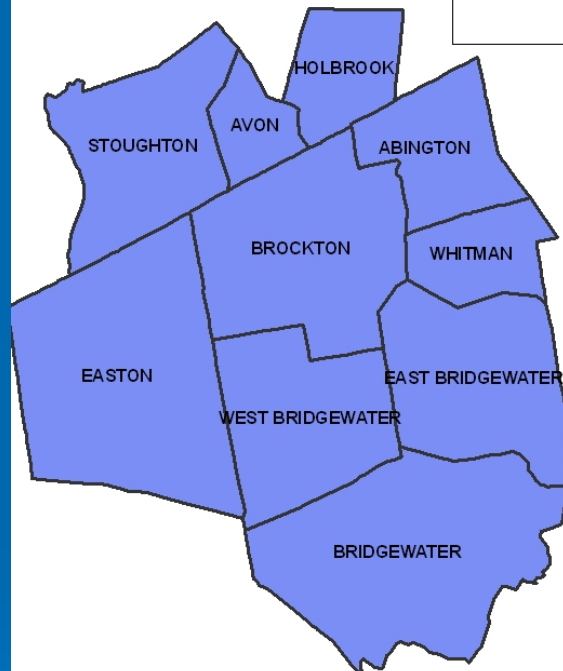 HOLBROOK
AVON
STOUGHTON
ABINGTON
BROCKTON
WHITMAN
EASTON
EAST BRIDGEWATER
WEST BRIDGEWATER
BRIDGEWATER